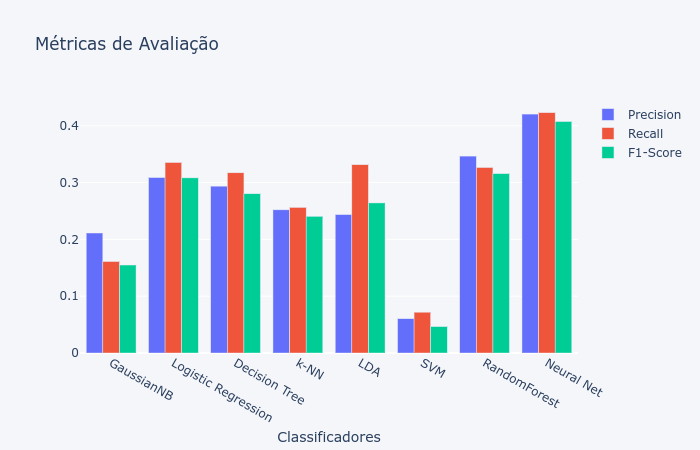 Métricas de Avaliação
Precision
Recall
F1-Score
0.4
0.3
0.2
0.1
0
GaussianNB
Logistic Regression
Decision Tree
k-NN
LDA
SVM
RandomForest
Neural Net
Classificadores